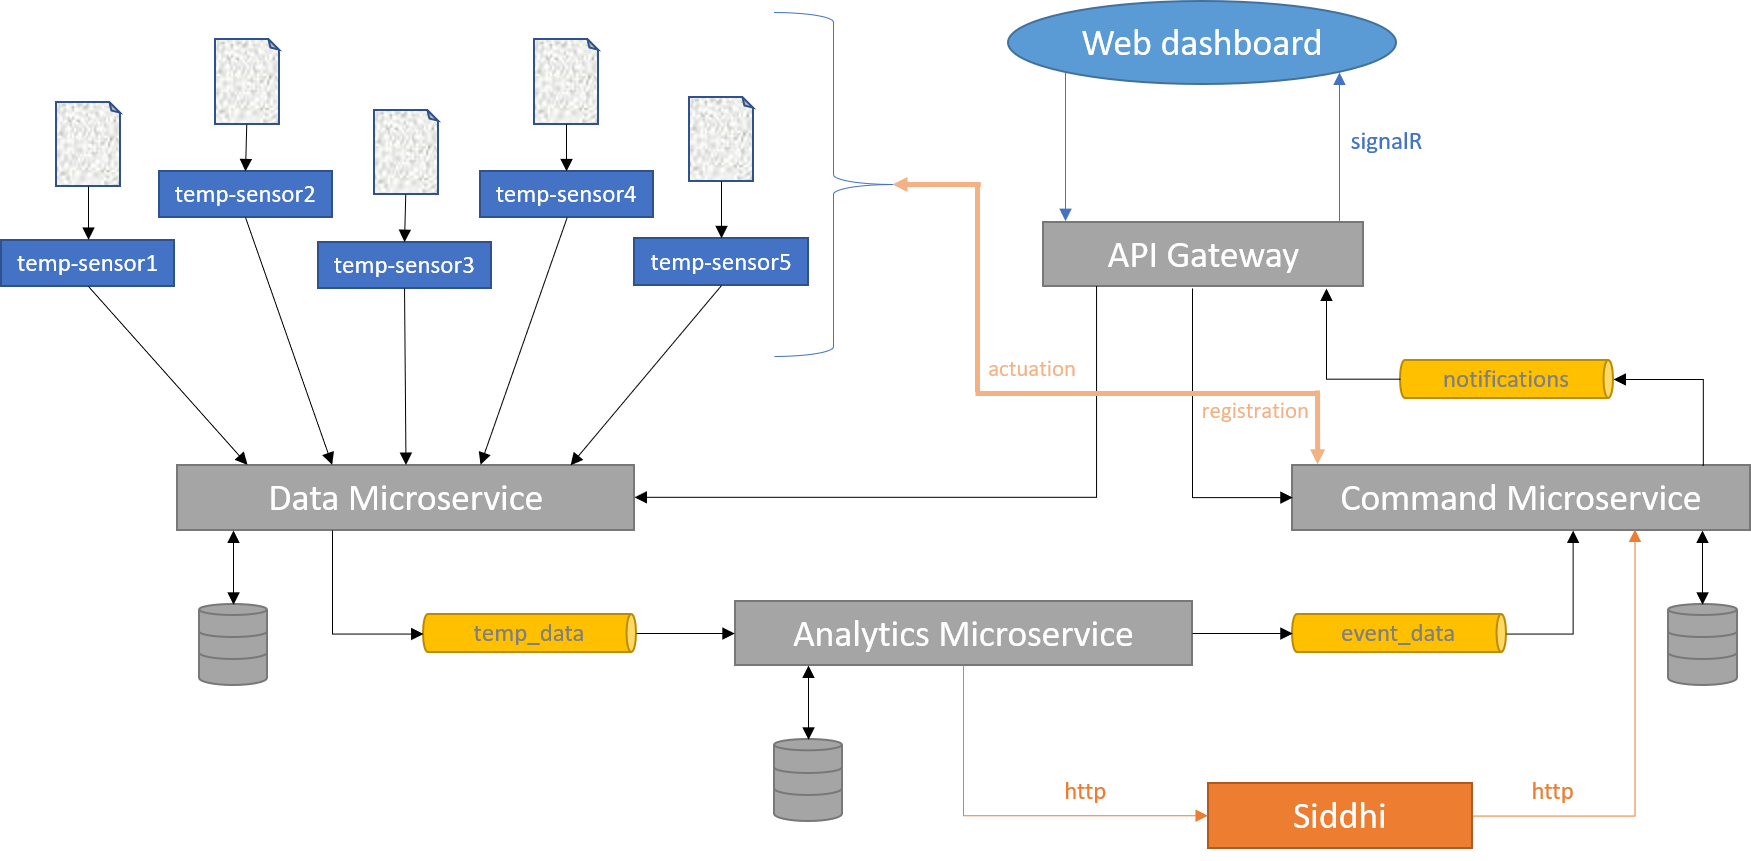 Web dashboard
signalR
temp-sensor2
temp-sensor4
temp-sensor1
temp-sensor3
temp-sensor5
API Gateway
actuation
notifications
registration
Data Microservice
Command Microservice
temp_data
Analytics Microservice
event_data
http
http
Siddhi